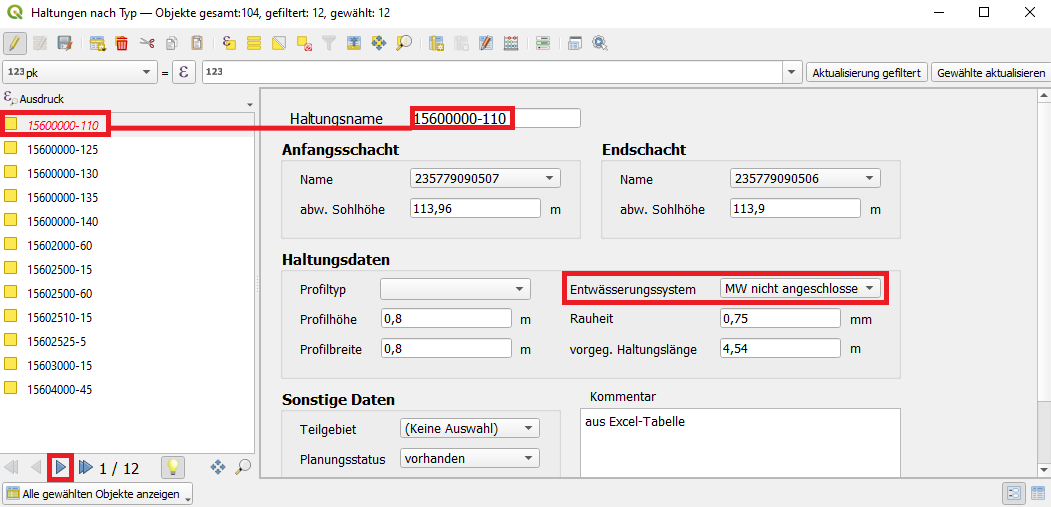 Haltungen nach Typ — Objekte gesamt:104, gefiltert: 12, gewählt: 12
123 pk = ε 123 Aktualisierung gefiltert Gewählte aktualisieren
Ausdruck
15600000-110
15600000-125
15600000-130
15600000-135
15600000-140
15602000-60
15602500-15
15602500-60
15602510-15
15602525-5
15603000-15
15604000-45
1 / 12
Alle gewählten Objekte anzeigen
Haltungsname 15600000-110
Anfangsschacht
Name 235779090507
abw. Sohlhöhe 113,96 m
Endschacht
Name 235779090506
abw. Sohlhöhe 113,9 m
Haltungsdaten
Profiltyp
Profilhöhe 0,8 m
Profilbreite 0,8 m
Entwässerungssystem MW nicht angeschlosse
Rauheit 0,75 mm
vorgeg. Haltungslänge 4,54 m
Sonstige Daten
Teilgebiet (Keine Auswahl)
Planungsstatus vorhanden
Kommentar
aus Excel-Tabelle